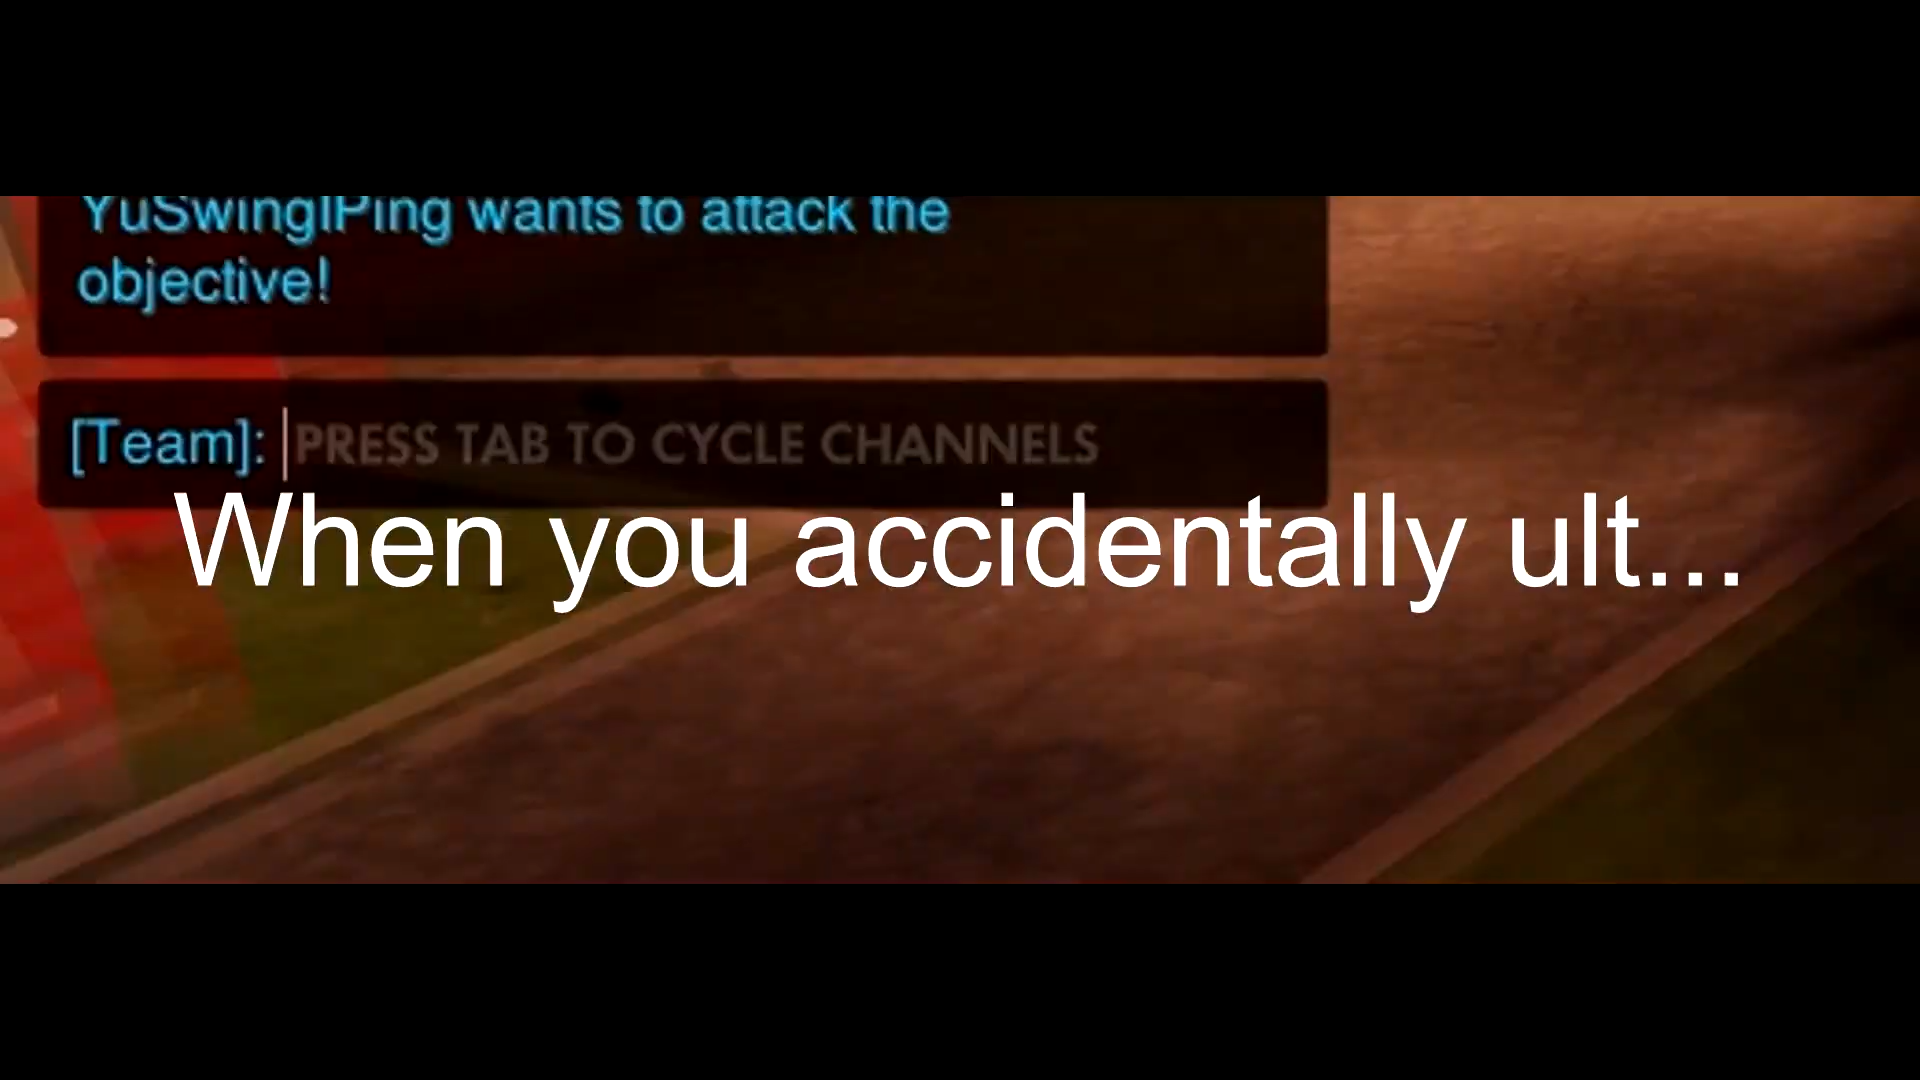 YuSwingIPing wants to attack the
objective!
[Team]: PRESS TAB TO CYCLE CHANNELS
When you accidentally ult...